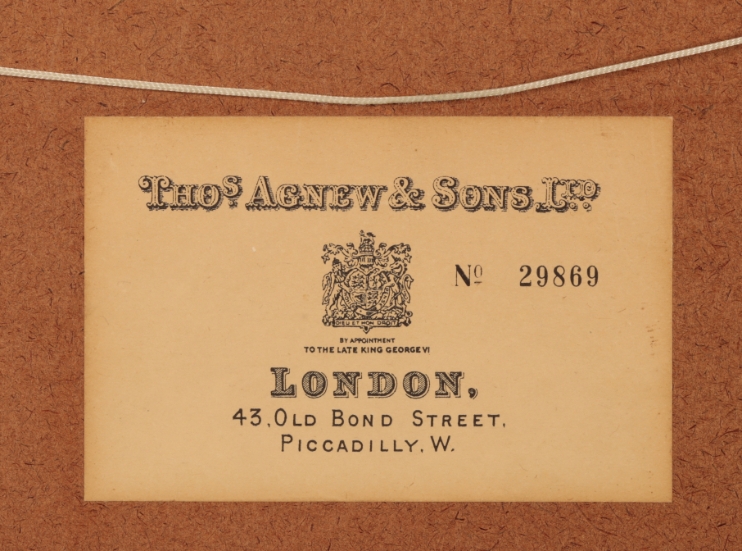 Thos. Agnew & Sons, Ltd.
No 29869
DIEU ET MON DROIT
BY APPOINTMENT
TO THE LATE KING GEORGE VI
LONDON,
43, OLD BOND STREET,
PICCADILLY, W.